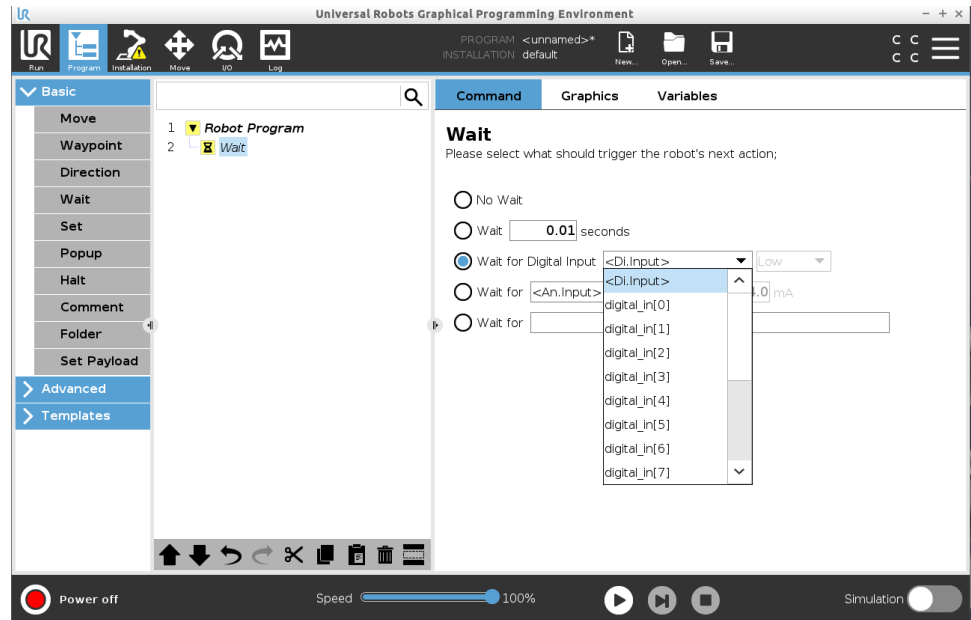 Universal Robots Graphical Programming Environment
UR
Run
Program
Installation
Move
I/O
Log
PROGRAM <unnamed>*
INSTALLATION default
New...
Open...
Save...
C C
C C
Basic
Move
Waypoint
Direction
Wait
Set
Popup
Halt
Comment
Folder
Set Payload
Advanced
Templates
1 Robot Program
2 Wait
Command Graphics Variables
Wait
Please select what should trigger the robot's next action;
No Wait
Wait 0.01 seconds
Wait for Digital Input <Di.Input> Low
<Di.Input>
Wait for <An.Input> .0 mA
digital_in[0]
Wait for
digital_in[1]
digital_in[2]
digital_in[3]
digital_in[4]
digital_in[5]
digital_in[6]
digital_in[7]
Power off
Speed 100%
Simulation